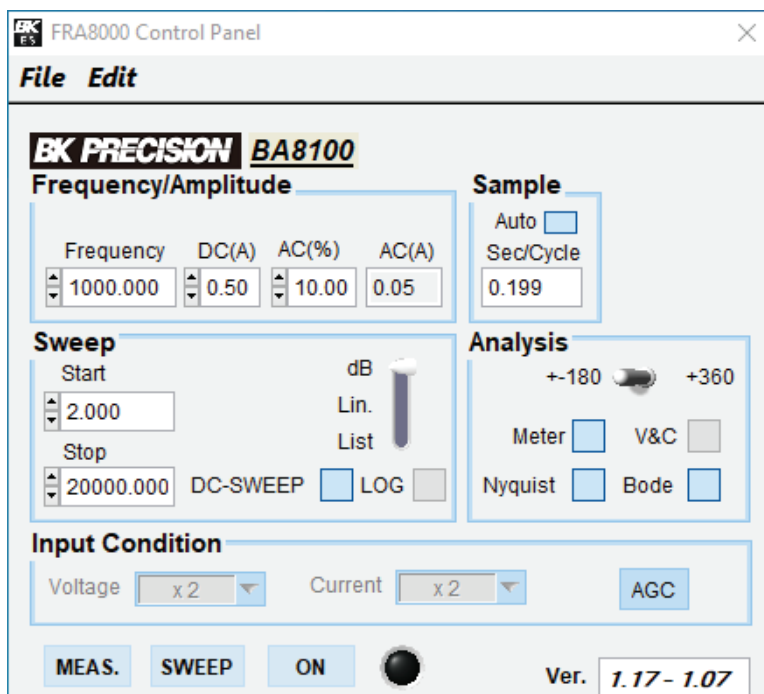 BK ES FRA8000 Control Panel
File Edit
BK PRECISION BA8100
Frequency/Amplitude
Frequency DC(A) AC(%) AC(A)
1000.000 0.50 10.00 0.05
Sample
Auto
Sec/Cycle
0.199
Sweep
Start
2.000
Stop
20000.000
dB
Lin.
List
DC-SWEEP LOG
Analysis
+-180 +360
Meter V&C
Nyquist Bode
Input Condition
Voltage x 2 Current x 2 AGC
MEAS. SWEEP ON Ver. 1.17 - 1.07